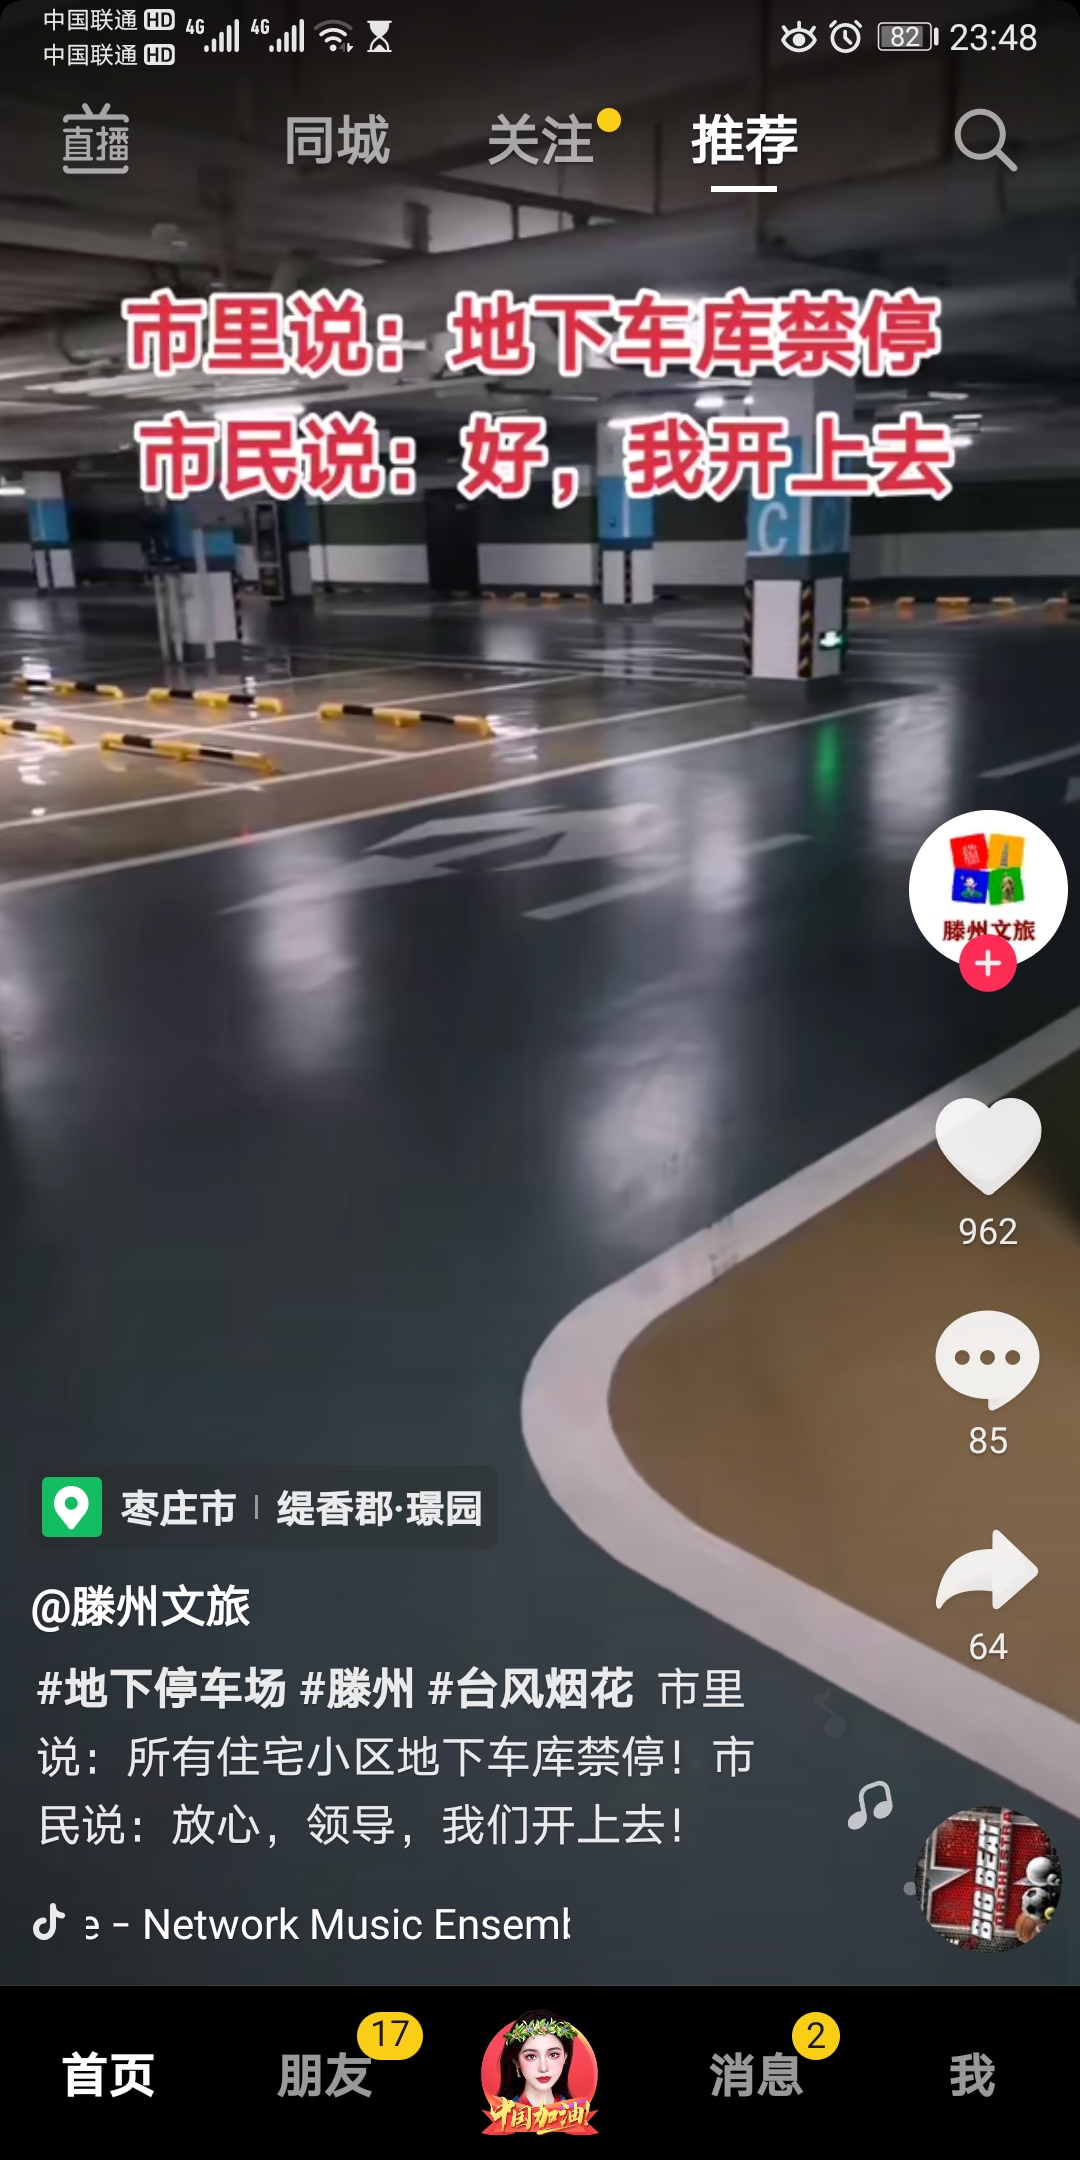 中国联通 HD 4G 4G 82 23:48
中国联通 HD
直播 同城 关注 推荐
市里说：地下车库禁停
市民说：好，我开上去
C
滕州文旅
962
85
枣庄市 缇香郡·璟园
@滕州文旅
64
#地下停车场 #滕州 #台风烟花 市里
说：所有住宅小区地下车库禁停！市
民说：放心，领导，我们开上去！
BIG BEAT
ORCHESTRA
e - Network Music Ensemb
首页 朋友 17 中国加油! 消息 2 我